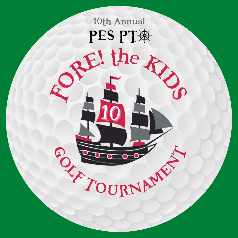 10th Annual
PES PTO
FORE! the KIDS
10
GOLF TOURNAMENT